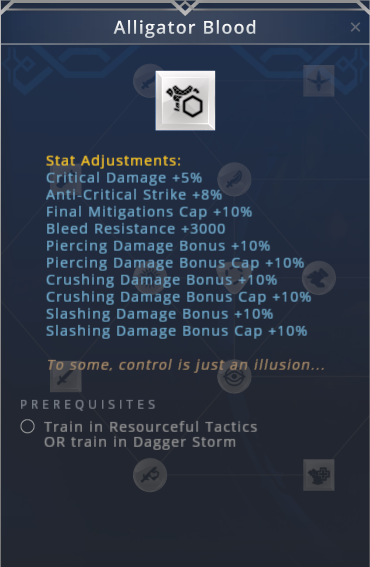 Alligator Blood
Stat Adjustments:
Critical Damage +5%
Anti-Critical Strike +8%
Final Mitigations Cap +10%
Bleed Resistance +3000
Piercing Damage Bonus +10%
Piercing Damage Bonus Cap +10%
Crushing Damage Bonus +10%
Crushing Damage Bonus Cap +10%
Slashing Damage Bonus +10%
Slashing Damage Bonus Cap +10%
To some, control is just an illusion...
PREREQUISITES
Train in Resourceful Tactics
OR train in Dagger Storm